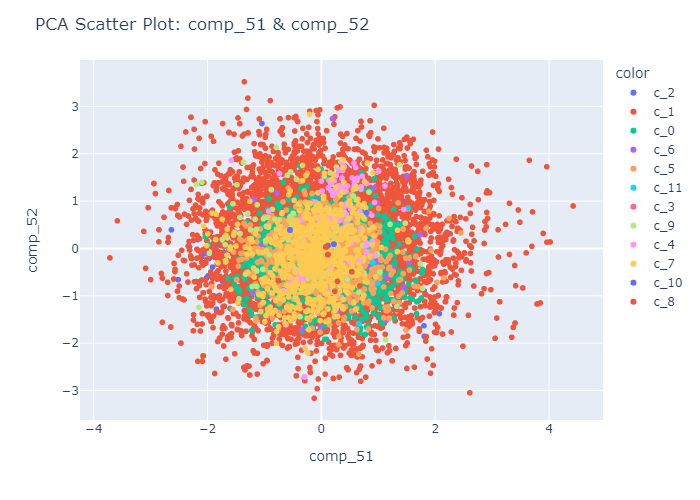 PCA Scatter Plot: comp_51 & comp_52
color
c_2
c_1
c_0
c_6
c_5
c_11
c_3
c_9
c_4
c_7
c_10
c_8
comp_52
3
2
1
0
−1
−2
−3
−4
−2
0
2
4
comp_51